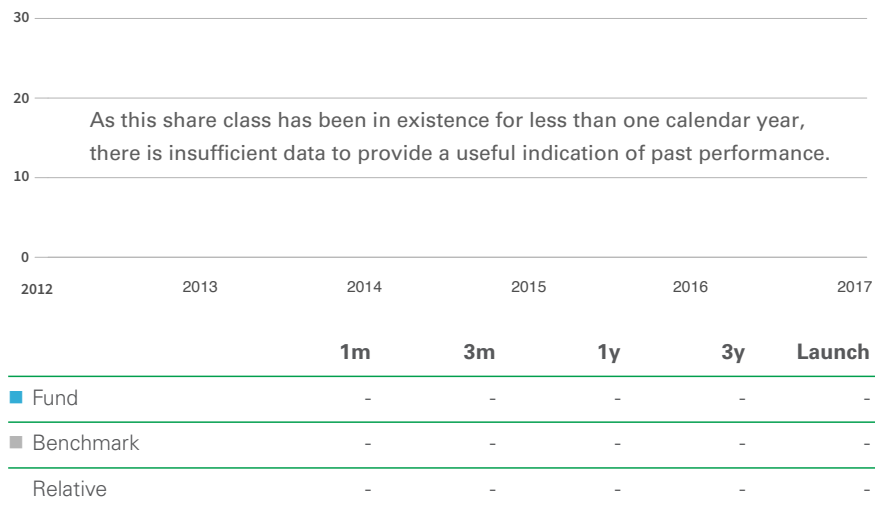 30
20
As this share class has been in existence for less than one calendar year,
there is insufficient data to provide a useful indication of past performance.
10
0
2012 2013 2014 2015 2016 2017
1m 3m 1y 3y Launch
Fund - - - - -
Benchmark - - - - -
Relative - - - - -